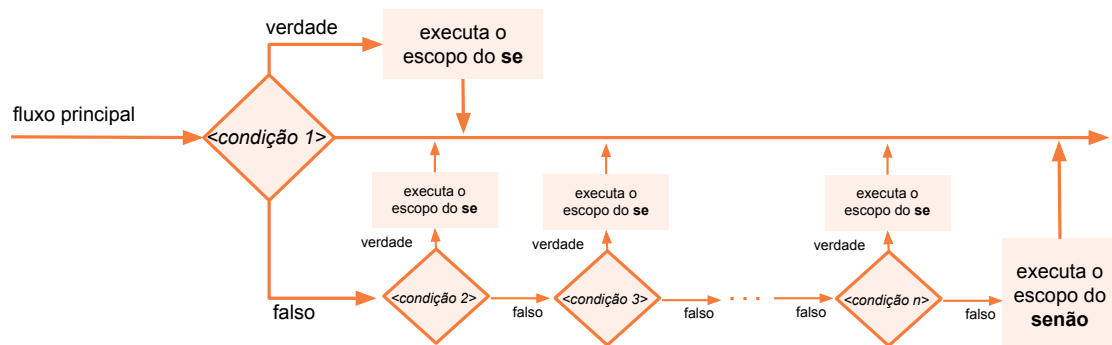 verdade
executa o
escopo do se
fluxo principal
<condição 1>
executa o
escopo do se
executa o
escopo do se
executa o
escopo do se
verdade
verdade
verdade
falso
<condição 2>
falso
<condição 3>
falso
. . .
falso
<condição n>
falso
executa o
escopo do
senão